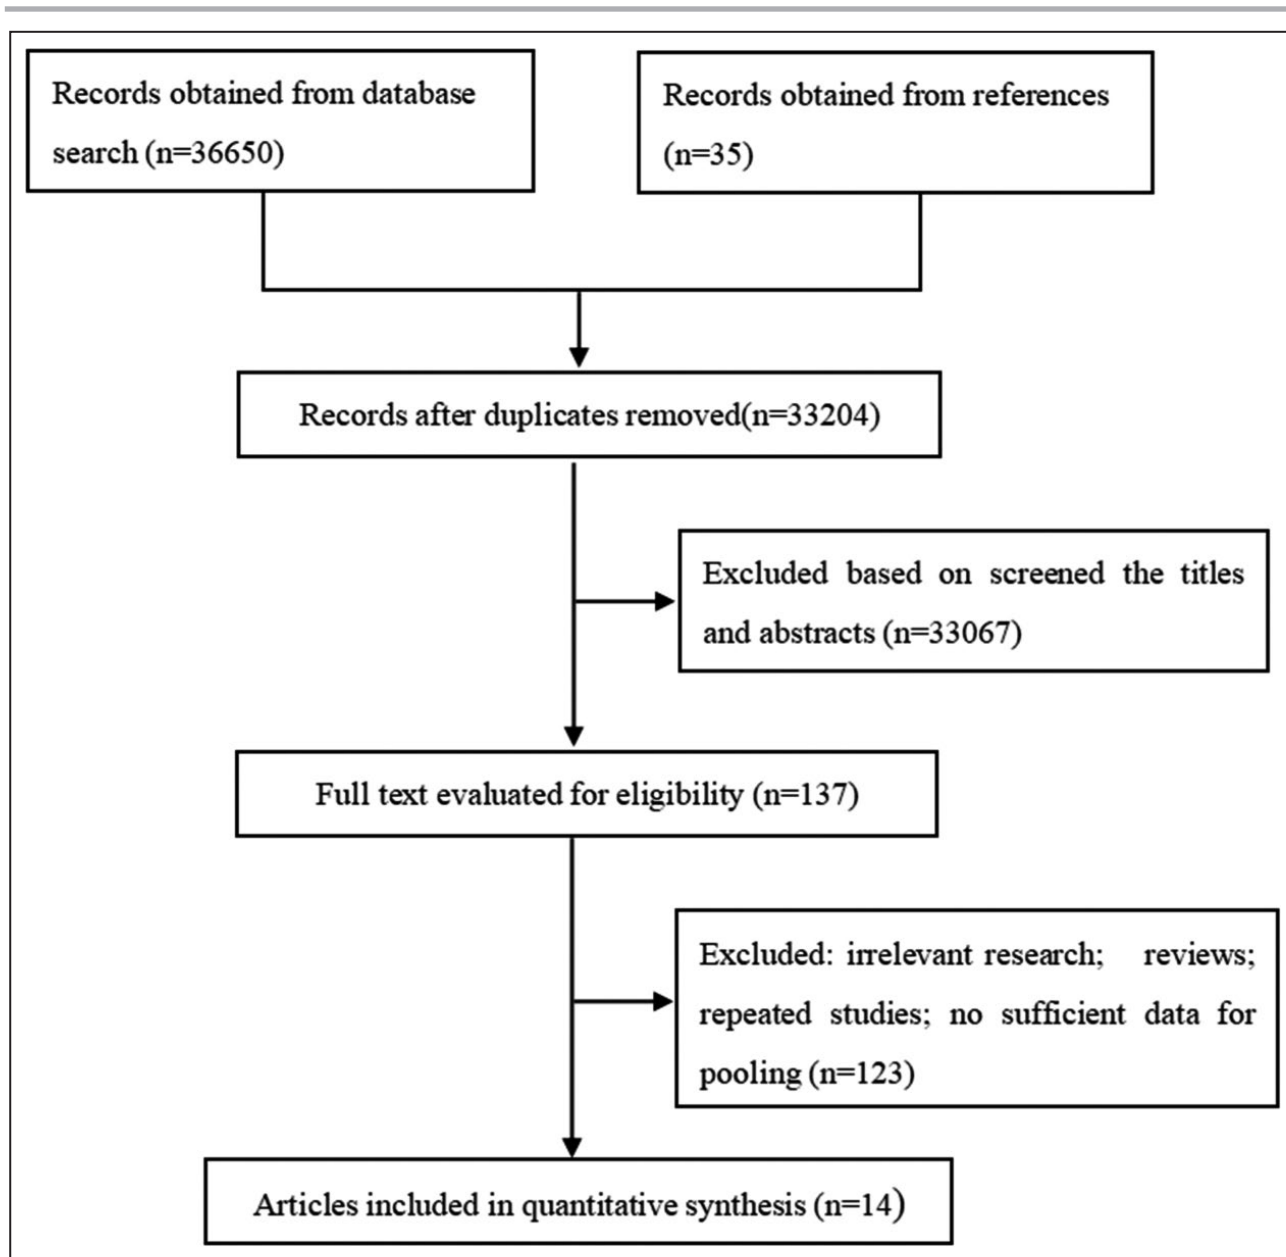 Records obtained from database
search (n=36650)
Records obtained from references
(n=35)
Records after duplicates removed(n=33204)
Excluded based on screened the titles
and abstracts (n=33067)
Full text evaluated for eligibility (n=137)
Excluded: irrelevant research; reviews;
repeated studies; no sufficient data for
pooling (n=123)
Articles included in quantitative synthesis (n=14)